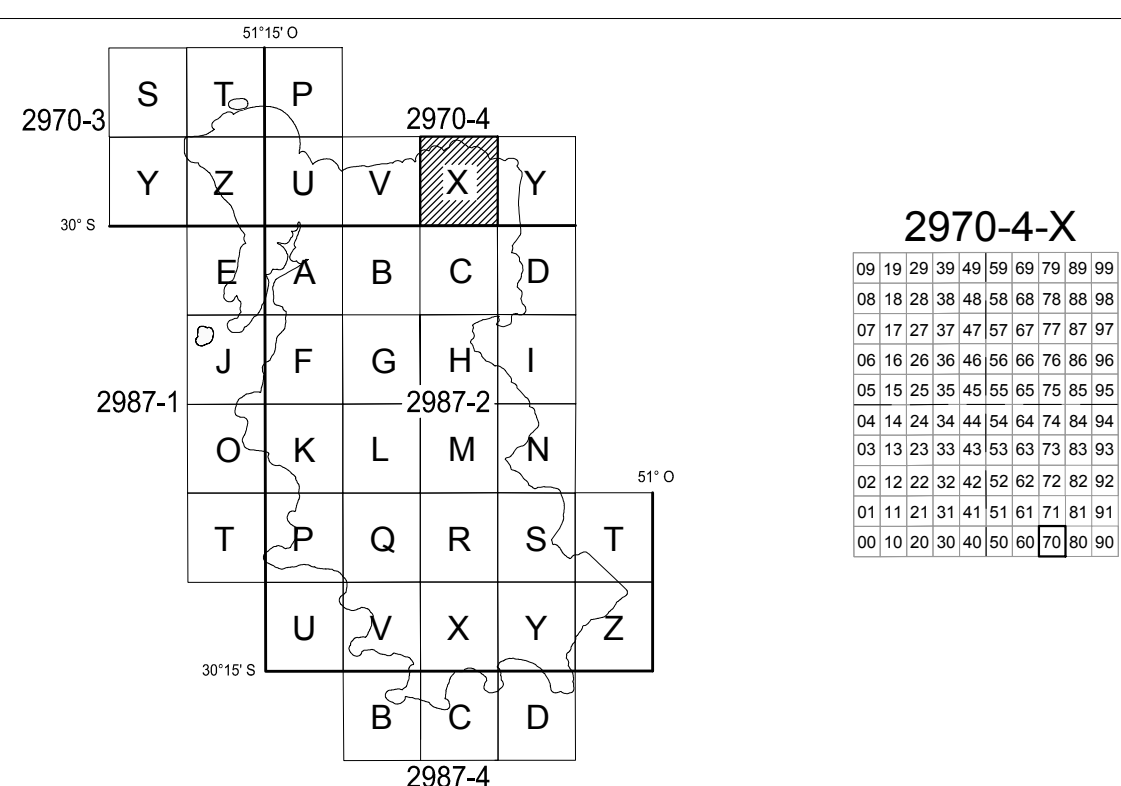 51°15' O
S T P
2970-3 2970-4
Y Z U V X Y
30° S
E A B C D
J F G H I
2987-1 2987-2
O K L M N
51° O
T P Q R S T
U V X Y Z
30°15' S
B C D
2987-4
2970-4-X
09 19 29 39 49 59 69 79 89 99
08 18 28 38 48 58 68 78 88 98
07 17 27 37 47 57 67 77 87 97
06 16 26 36 46 56 66 76 86 96
05 15 25 35 45 55 65 75 85 95
04 14 24 34 44 54 64 74 84 94
03 13 23 33 43 53 63 73 83 93
02 12 22 32 42 52 62 72 82 92
01 11 21 31 41 51 61 71 81 91
00 10 20 30 40 50 60 70 80 90